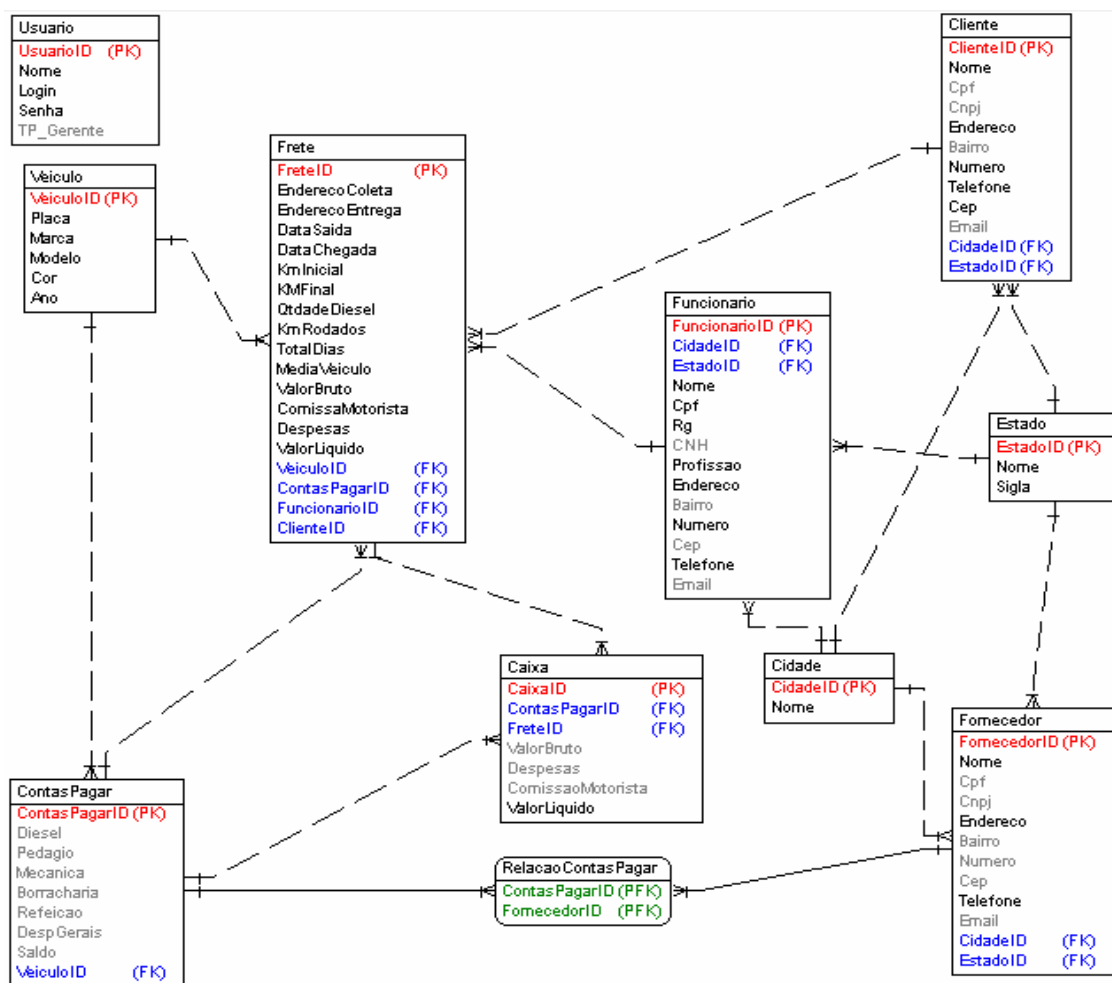 Usuario
UsuarioID (PK)
Nome
Login
Senha
TP_Gerente
Veiculo
VeiculoID (PK)
Placa
Marca
Modelo
Cor
Ano
Frete
FreteID (PK)
EnderecoColeta
EnderecoEntrega
DataSaida
DataChegada
KmInicial
KMFinal
QtdadeDiesel
KmRodados
TotalDias
MediaVeiculo
ValorBruto
ComissaMotorista
Despesas
ValorLiquido
VeiculoID (FK)
ContasPagarID (FK)
FuncionarioID (FK)
ClienteID (FK)
Cliente
ClienteID (PK)
Nome
Cpf
Cnpj
Endereco
Bairro
Numero
Telefone
Cep
Email
CidadeID (FK)
EstadoID (FK)
Funcionario
FuncionarioID (PK)
CidadeID (FK)
EstadoID (FK)
Nome
Cpf
Rg
CNH
Profissao
Endereco
Bairro
Numero
Cep
Telefone
Email
Estado
EstadoID (PK)
Nome
Sigla
Caixa
CaixaID (PK)
ContasPagarID (FK)
FreteID (FK)
ValorBruto
Despesas
ComissaoMotorista
ValorLiquido
Cidade
CidadeID (PK)
Nome
Fornecedor
FornecedorID (PK)
Nome
Cpf
Cnpj
Endereco
Bairro
Numero
Cep
Telefone
Email
CidadeID (FK)
EstadoID (FK)
ContasPagar
ContasPagarID (PK)
Diesel
Pedagio
Mecanica
Borracharia
Refeicao
DespGerais
Saldo
VeiculoID (FK)
RelacaoContasPagar
ContasPagarID (PFK)
FornecedorID (PFK)